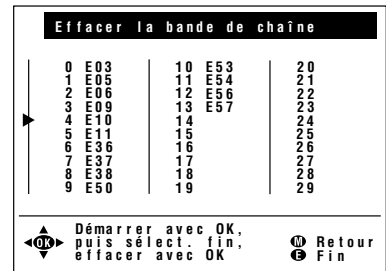 Effacer la bande de chaîne
0 E03 10 E53 20
1 E05 11 E54 21
2 E06 12 E56 22
3 E09 13 E57 23
4 E10 14 24
5 E11 15 25
6 E36 16 26
7 E37 17 27
8 E38 18 28
9 E50 19 29
OK Démarrer avec OK,
puis sélect. fin,
effacer avec OK
M Retour
E Fin